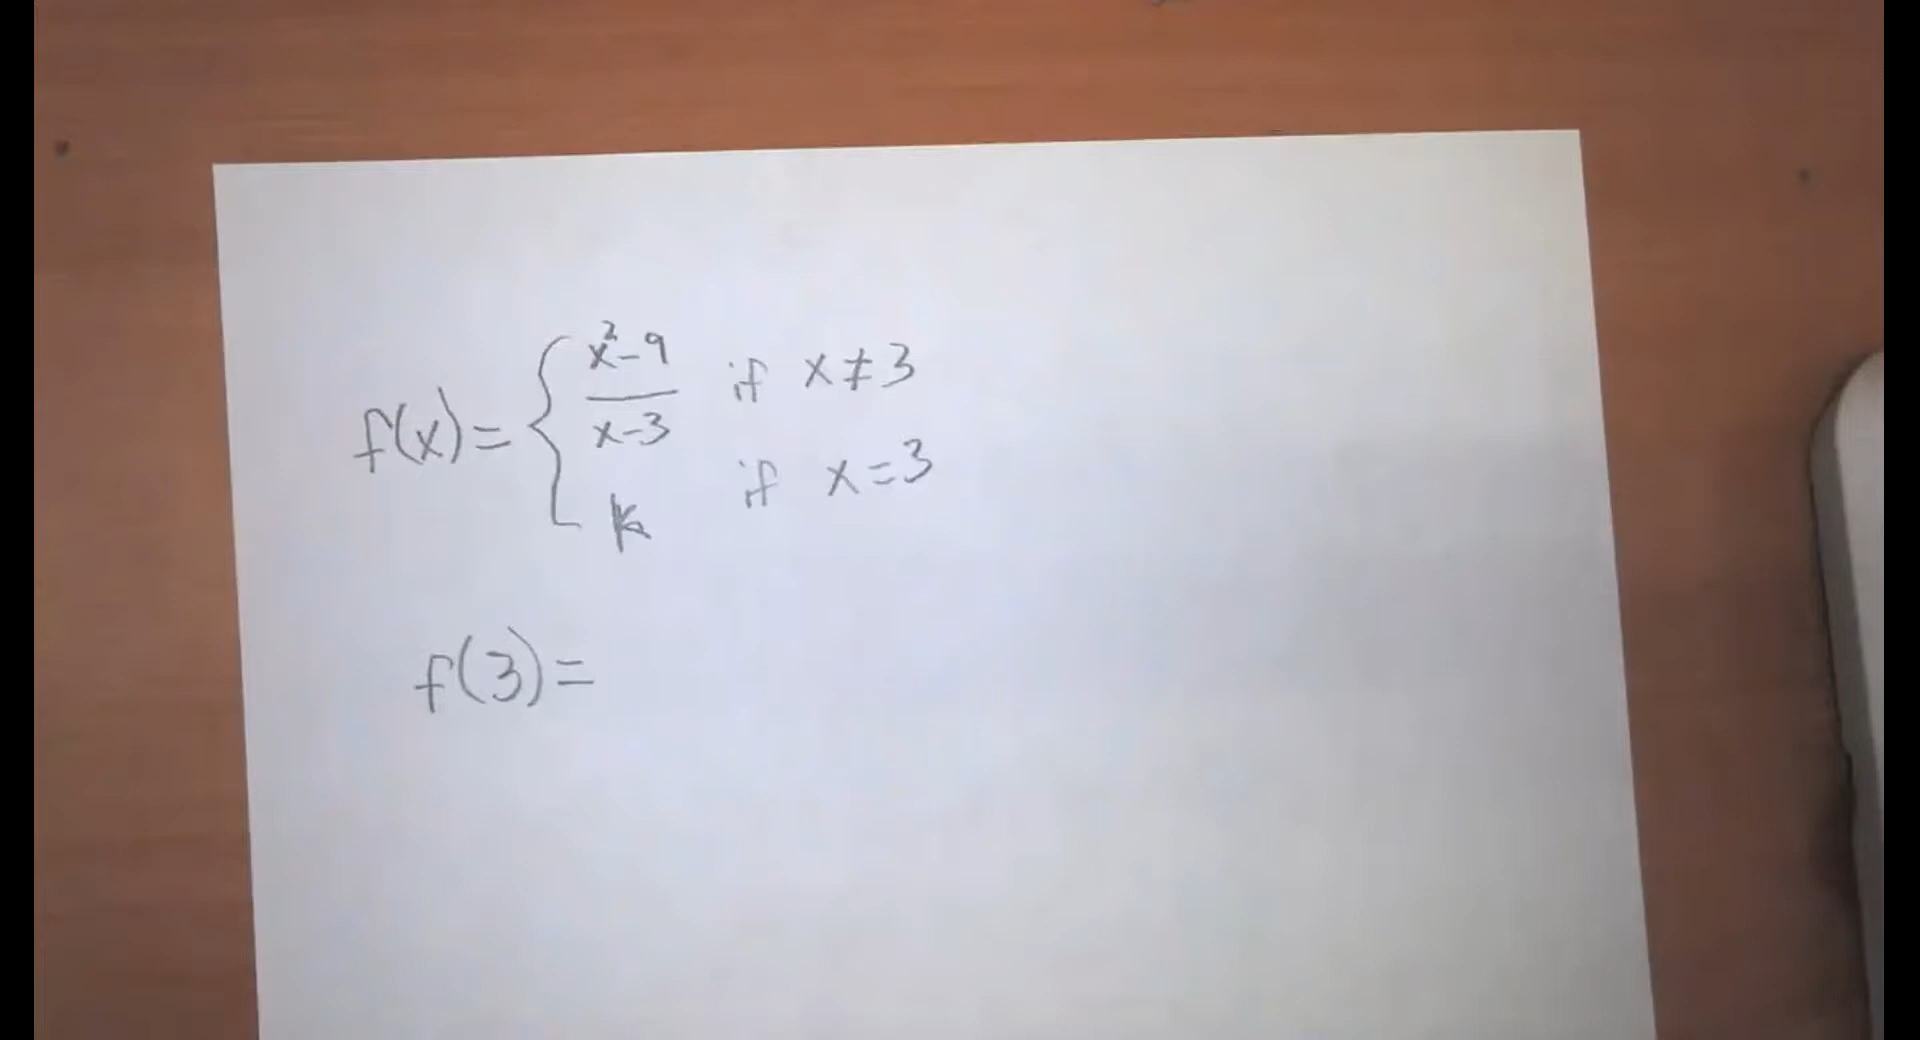 f(x) = { x²-9 / x-3 if x ≠ 3
k if x = 3
f(3) =